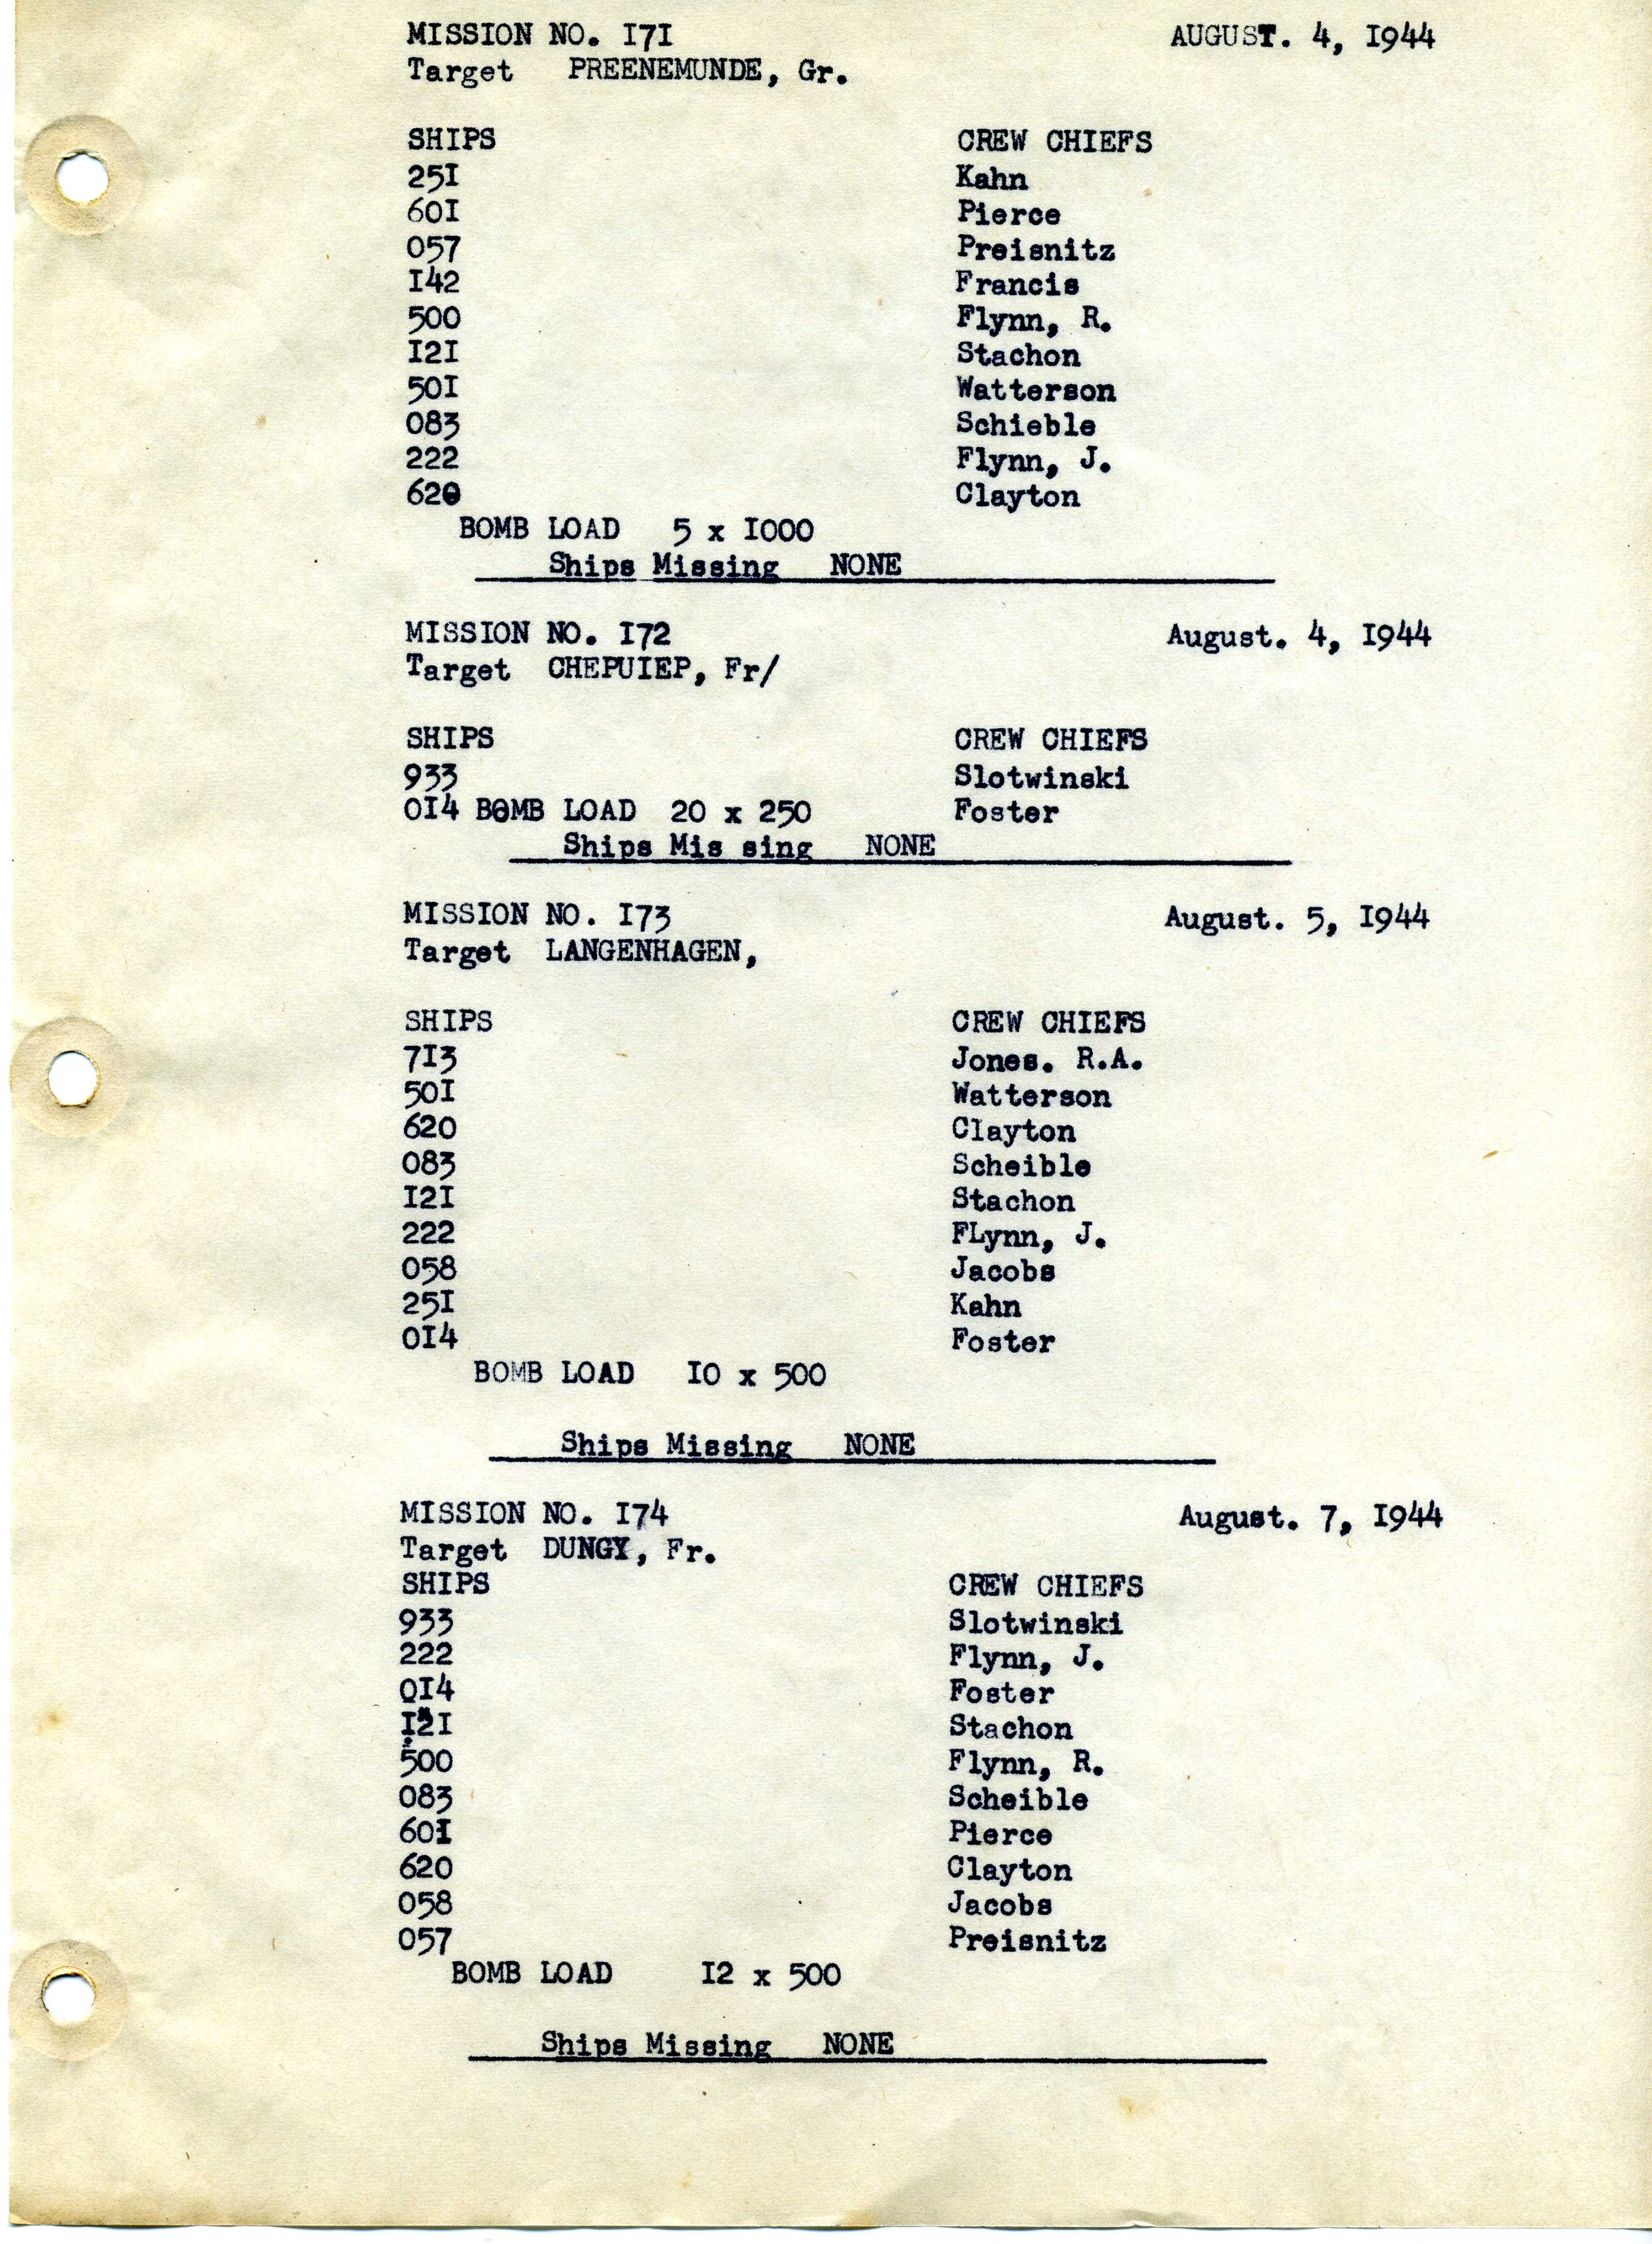 MISSION NO. I7I AUGUST. 4, I944
Target PREENEMUNDE, Gr.
SHIPS CREW CHIEFS
25I Kahn
60I Pierce
057 Preisnitz
I42 Francis
500 Flynn, R.
I2I Stachon
50I Watterson
083 Schieble
222 Flynn, J.
620 Clayton
BOMB LOAD 5 x I000
Ships Missing NONE
MISSION NO. I72 August. 4, I944
Target CHEPUIEP, Fr/
SHIPS CREW CHIEFS
933 Slotwinski
0I4 BOMB LOAD 20 x 250 Foster
Ships Mis sing NONE
MISSION NO. I73 August. 5, I944
Target LANGENHAGEN,
SHIPS CREW CHIEFS
7I3 Jones. R.A.
50I Watterson
620 Clayton
083 Scheible
I2I Stachon
222 FLynn, J.
058 Jacobs
25I Kahn
0I4 Foster
BOMB LOAD I0 x 500
Ships Missing NONE
MISSION NO. I74 August. 7, I944
Target DUNGY, Fr.
SHIPS CREW CHIEFS
933 Slotwinski
222 Flynn, J.
0I4 Foster
I2I Stachon
500 Flynn, R.
083 Scheible
60I Pierce
620 Clayton
058 Jacobs
057 Preisnitz
BOMB LOAD I2 x 500
Ships Missing NONE